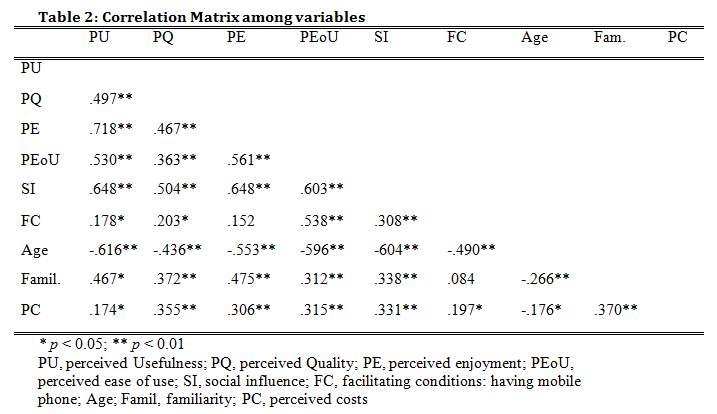 Table 2: Correlation Matrix among variables
PU PQ PE PEoU SI FC Age Fam. PC
PU
PQ .497**
PE .718** .467**
PEoU .530** .363** .561**
SI .648** .504** .648** .603**
FC .178* .203* .152 .538** .308**
Age -.616** -.436** -.553** -596** -604** -.490**
Famil. .467* .372** .475** .312** .338** .084 -.266**
PC .174* .355** .306** .315** .331** .197* -.176* .370**
* p < 0.05; ** p < 0.01
PU, perceived Usefulness; PQ, perceived Quality; PE, perceived enjoyment; PEoU,
perceived ease of use; SI, social influence; FC, facilitating conditions: having mobile
phone; Age; Famil, familiarity; PC, perceived costs